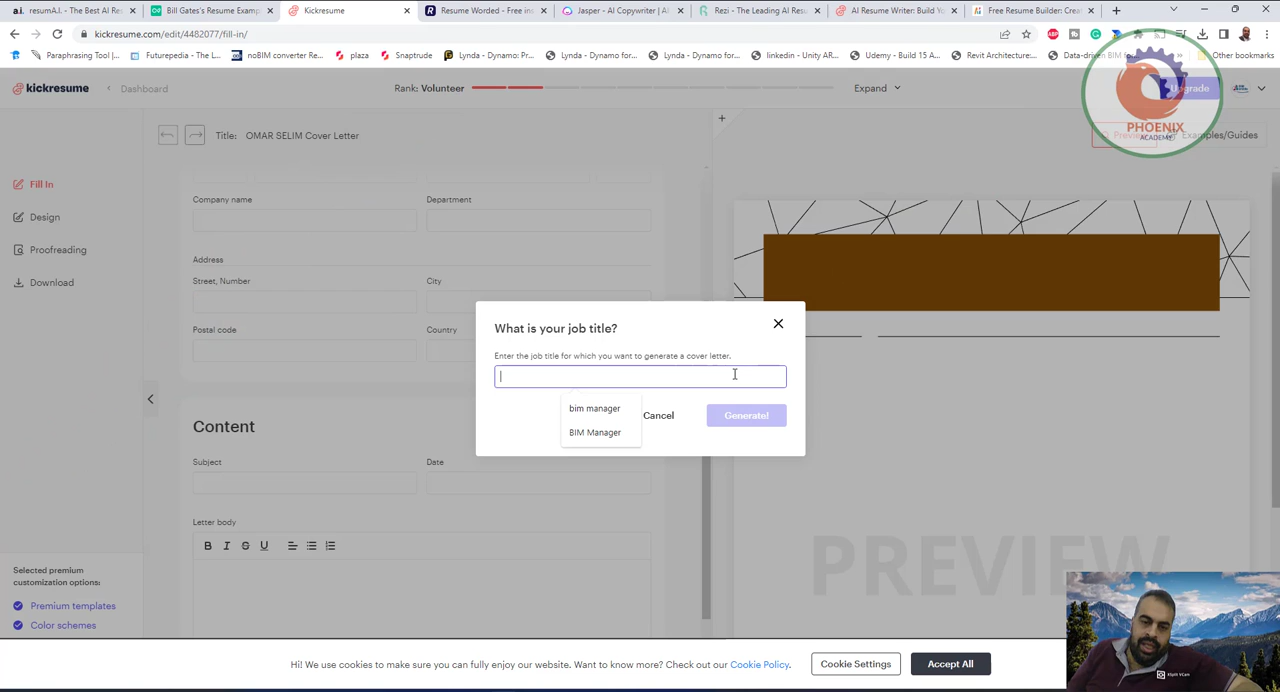 a.i. resumA.I. - The Best AI Res
Bill Gates's Resume Examp
Kickresume
Resume Worded - Free ins
Jasper - AI Copywriter | AI
Rezi - The Leading AI Resu
AI Resume Writer: Build Yo
Free Resume Builder: Creat
kickresume.com/edit/4482077/fill-in/
Paraphrasing Tool |
Futurepedia - The L...
noBIM converter Re...
plaza
Snaptrude
Lynda – Dynamo: Pr...
Lynda - Dynamo for...
Lynda - Dynamo for...
linkedin - Unity AR...
Udemy - Build 15 A...
Revit Architecture:...
Data-driven BIM
Other bookmarks
kickresume
Dashboard
Rank: Volunteer
Expand
Upgrade
PHOENIX
ACADEMY
Title: OMAR SELIM Cover Letter
Preview
Examples/Guides
Fill In
Design
Proofreading
Download
Company name
Department
Address
Street, Number
City
Postal code
Country
What is your job title?
Enter the job title for which you want to generate a cover letter.
bim manager
BIM Manager
Cancel
Generate!
Content
Subject
Date
Letter body
B I S U
PREVIEW
Selected premium
customization options:
Premium templates
Color schemes
Hi! We use cookies to make sure you can fully enjoy our website. Want to know more? Check out our Cookie Policy.
Cookie Settings
Accept All
XSplit VCam